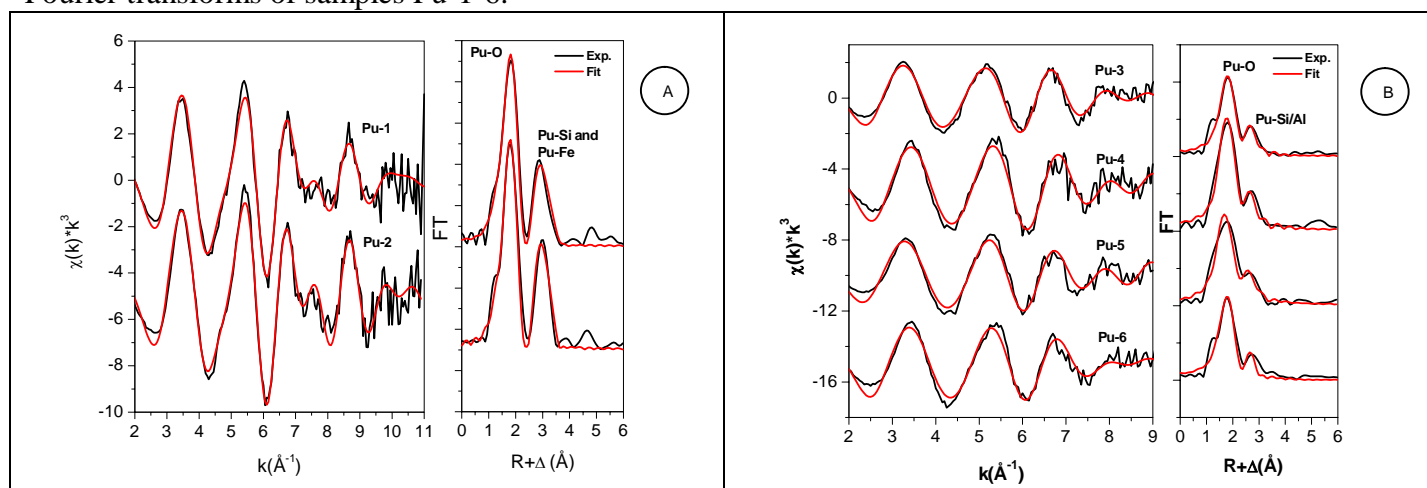 Fourier transforms of samples Pu-1-6.
6
4
2
0
-2
-4
-6
-8
-10
χ(k)*k³
2 3 4 5 6 7 8 9 10 11
k(Å⁻¹)
Pu-1
Pu-2
FT
Pu-O
Exp.
Fit
Pu-Si and
Pu-Fe
0 1 2 3 4 5 6
R+Δ (Å)
A
0
-4
-8
-12
-16
χ(k)*k³
2 3 4 5 6 7 8 9
k(Å⁻¹)
Pu-3
Pu-4
Pu-5
Pu-6
FT
Pu-O
Exp.
Fit
Pu-Si/Al
0 1 2 3 4 5 6
R+Δ(Å)
B